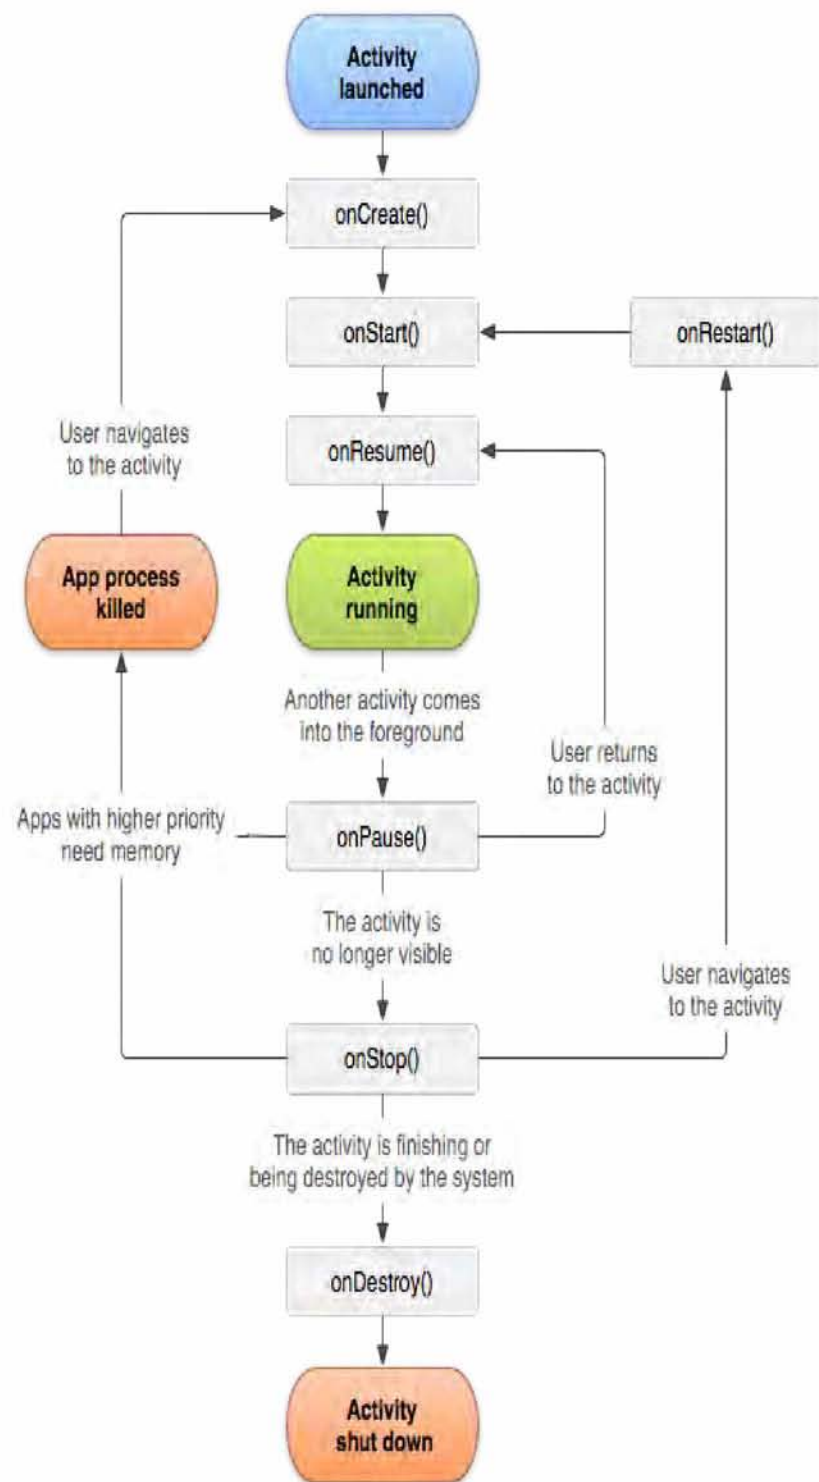 Activity
launched
onCreate()
onStart()
onRestart()
User navigates
to the activity
onResume()
App process
killed
Activity
running
Another activity comes
into the foreground
User returns
to the activity
Apps with higher priority
need memory
onPause()
The activity is
no longer visible
User navigates
to the activity
onStop()
The activity is finishing or
being destroyed by the system
onDestroy()
Activity
shut down